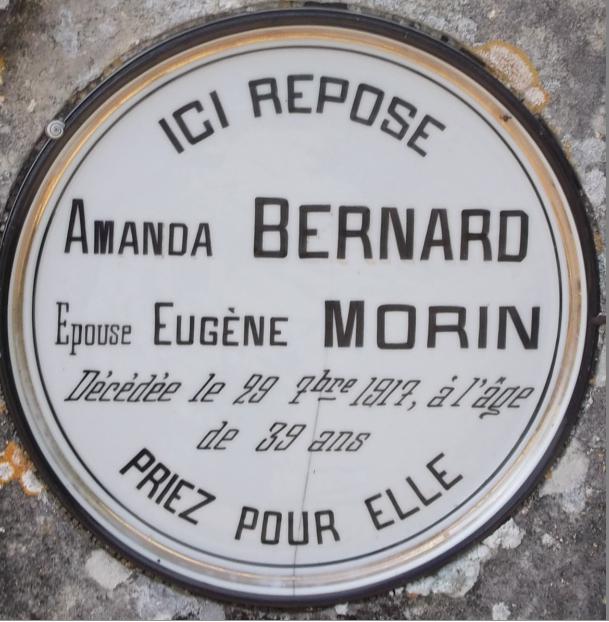 ICI REPOSE
AMANDA BERNARD
Epouse EUGÈNE MORIN
Décédée le 29 7bre 1917, à l'âge
de 39 ans
PRIEZ POUR ELLE